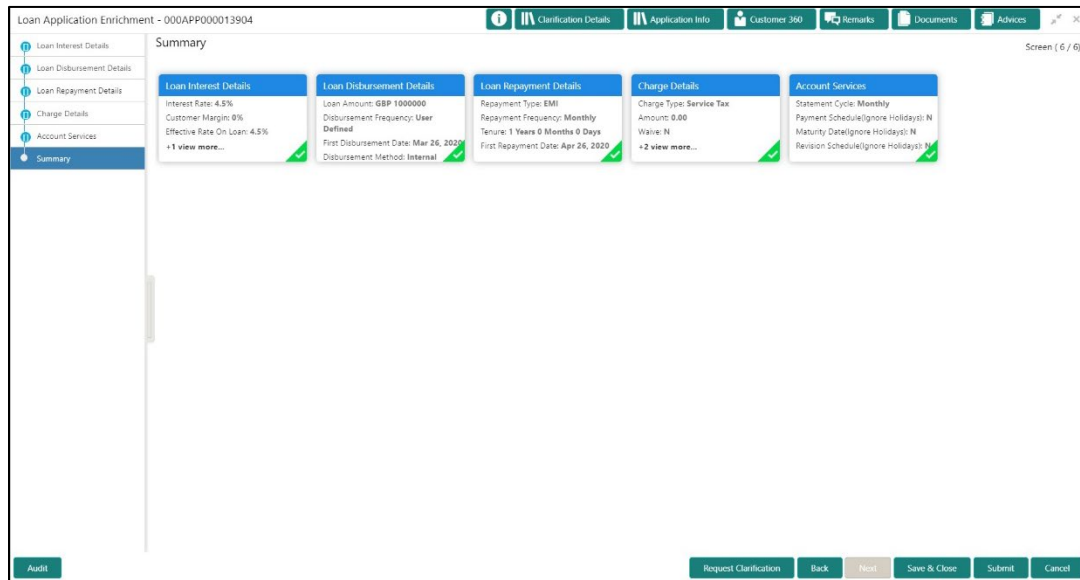 Loan Application Enrichment - 000APP000013904
Clarification Details
Application Info
Customer 360
Remarks
Documents
Advices
Loan Interest Details
Loan Disbursement Details
Loan Repayment Details
Charge Details
Account Services
Summary
Summary
Screen ( 6 / 6)
Loan Interest Details
Interest Rate: 4.5%
Customer Margin: 0%
Effective Rate On Loan: 4.5%
+1 view more...
Loan Disbursement Details
Loan Amount: GBP 1000000
Disbursement Frequency: User
Defined
First Disbursement Date: Mar 26, 2020
Disbursement Method: Internal
Loan Repayment Details
Repayment Type: EMI
Repayment Frequency: Monthly
Tenure: 1 Years 0 Months 0 Days
First Repayment Date: Apr 26, 2020
Charge Details
Charge Type: Service Tax
Amount: 0.00
Waive: N
+2 view more...
Account Services
Statement Cycle: Monthly
Payment Schedule(Ignore Holidays): N
Maturity Date(Ignore Holidays): N
Revision Schedule(Ignore Holidays): N
Audit
Request Clarification
Back
Next
Save & Close
Submit
Cancel